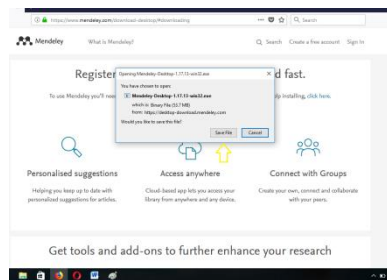 https://www.mendeley.com/download-desktop/#downloading
Search
Mendeley
What is Mendeley?
Search
Create a free account
Sign In
Register
d fast.
To use Mendeley you'll nee
lp installing, click here.
Opening Mendeley-Desktop-1.17.13-win32.exe
You have chosen to open:
Mendeley-Desktop-1.17.13-win32.exe
which is: Binary File (53.7 MB)
from: https://desktop-download.mendeley.com
Would you like to save this file?
Save File
Cancel
Personalised suggestions
Helping you keep up to date with
personalized suggestions for articles.
Access anywhere
Cloud-based app lets you access your
library from anywhere and any device.
Connect with Groups
Create your own, connect and collaborate
with your peers.
Get tools and add-ons to further enhance your research